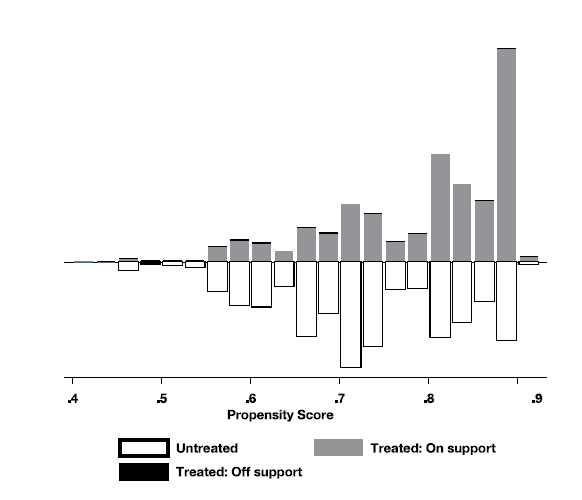 .4 .5 .6 .7 .8 .9
Propensity Score
Untreated Treated: On support
Treated: Off support